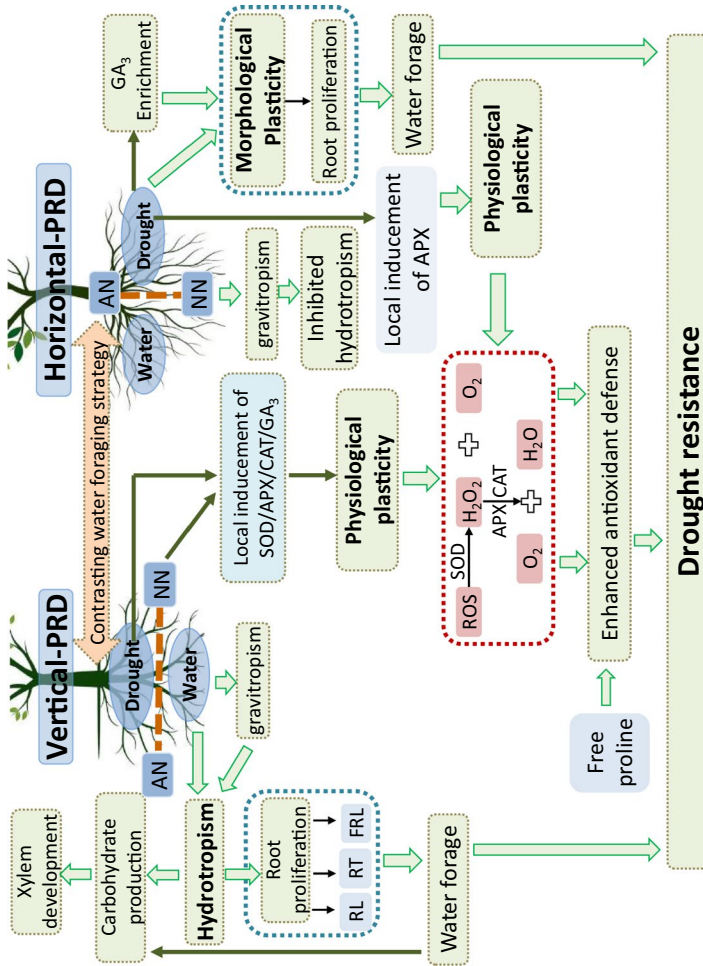 Vertical-PRD
Contrasting water foraging strategy
Horizontal-PRD
Xylem
development
Carbohydrate
production
AN
Drought
NN
Water
gravitropism
Hydrotropism
Root
proliferation
RL
RT
FRL
Water forage
Local inducement of
SOD/APX/CAT/GA₃
Physiological
plasticity
AN
Water
Drought
NN
gravitropism
Inhibited
hydrotropism
GA₃
Enrichment
Morphological
Plasticity
Root proliferation
Water forage
Local inducement
of APX
Physiological
plasticity
ROS
SOD
H₂O₂
O₂
APX
CAT
O₂
H₂O
Free
proline
Enhanced antioxidant defense
Drought resistance